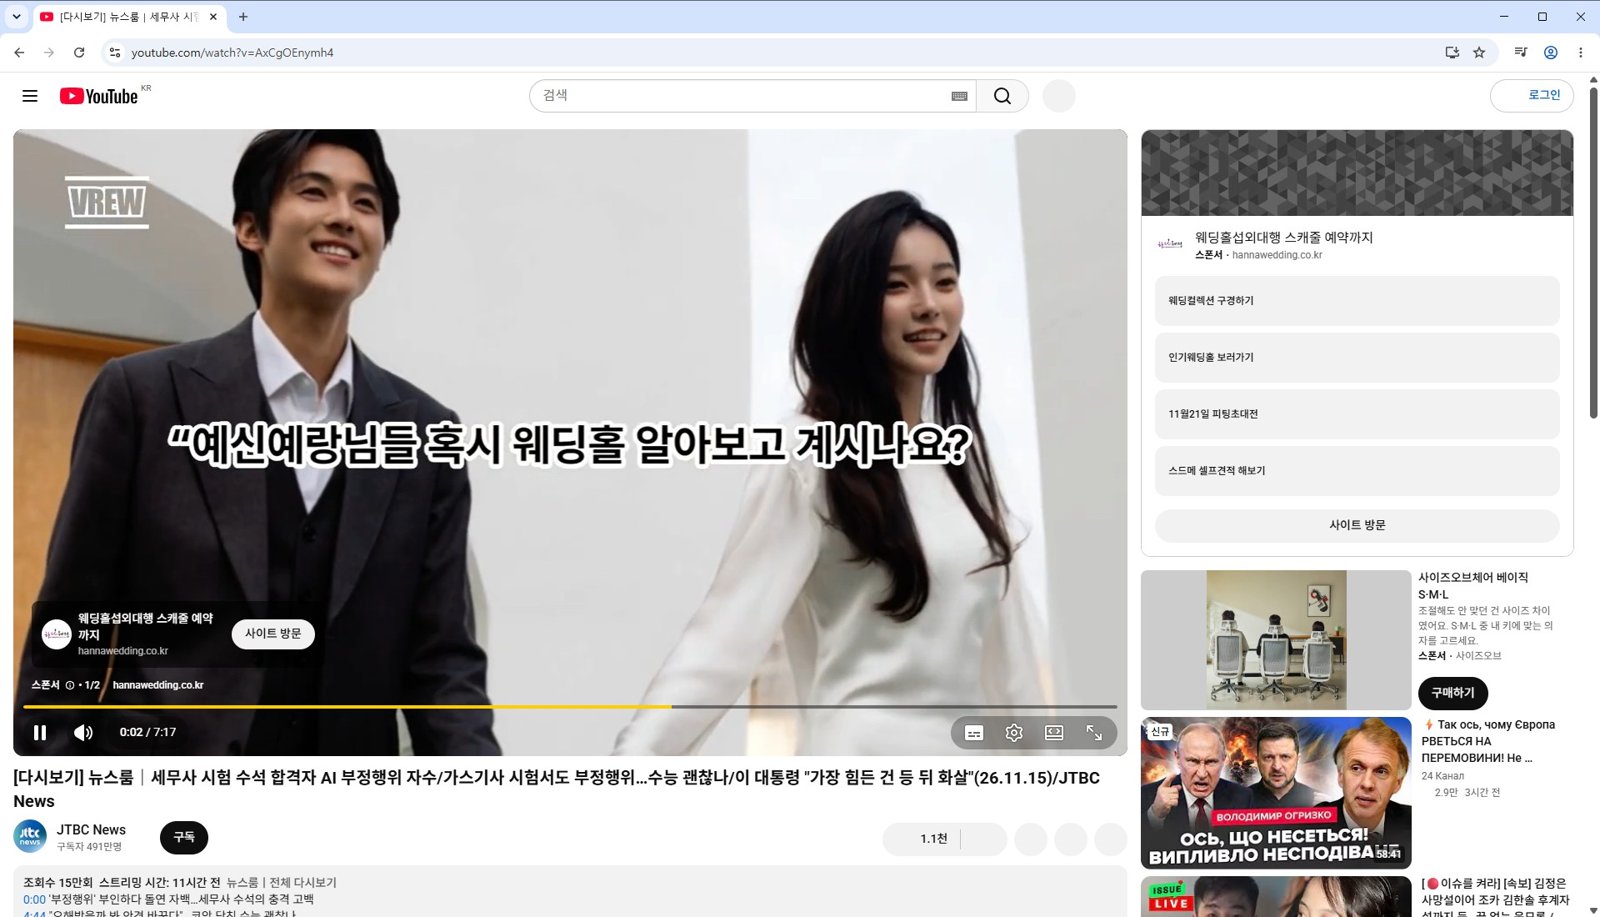 [다시보기] 뉴스룸｜세무사 시험
youtube.com/watch?v=AxCgOEnymh4
YouTube KR
검색
로그인
VREW
“예신예랑님들 혹시 웨딩홀 알아보고 계시나요?
웨딩홀섭외대행 스캐줄 예약
까지
hannawedding.co.kr
사이트 방문
스폰서 • 1/2 hannawedding.co.kr
0:02 / 7:17
[다시보기] 뉴스룸｜세무사 시험 수석 합격자 AI 부정행위 자수/가스기사 시험서도 부정행위...수능 괜찮나/이 대통령 "가장 힘든 건 등 뒤 화살"(26.11.15)/JTBC
News
jtbc
news
JTBC News
구독자 491만명
구독
1.1천
조회수 15만회 스트리밍 시간: 11시간 전 뉴스룸 | 전체 다시보기
0:00 '부정행위' 부인하다 돌연 자백...세무사 수석의 충격 고백
웨딩홀섭외대행 스캐줄 예약까지
스폰서 · hannawedding.co.kr
웨딩컬렉션 구경하기
인기웨딩홀 보러가기
11월21일 피팅초대전
스드메 셀프견적 해보기
사이트 방문
사이즈오브체어 베이직
S·M·L
조절해도 안 맞던 건 사이즈 차이
였어요. S·M·L 중 내 키에 맞는 의
자를 고르세요.
스폰서 · 사이즈오브
구매하기
신규
ВОЛОДИМИР ОГРИЗКО
ОСЬ, ЩО НЕСЕТЬСЯ!
ВИПЛИВЛО НЕСПОДІВАНЕ
58:41
⚡ Так ось, чому Європа
РВЕТЬСЯ НА
ПЕРЕМОВИНИ! Не ...
24 Канал
2.9만 3시간 전
ISSUE
LIVE
[🔴이슈를 켜라] [속보] 김정은
사망설이어 조카 김한솔 후계자